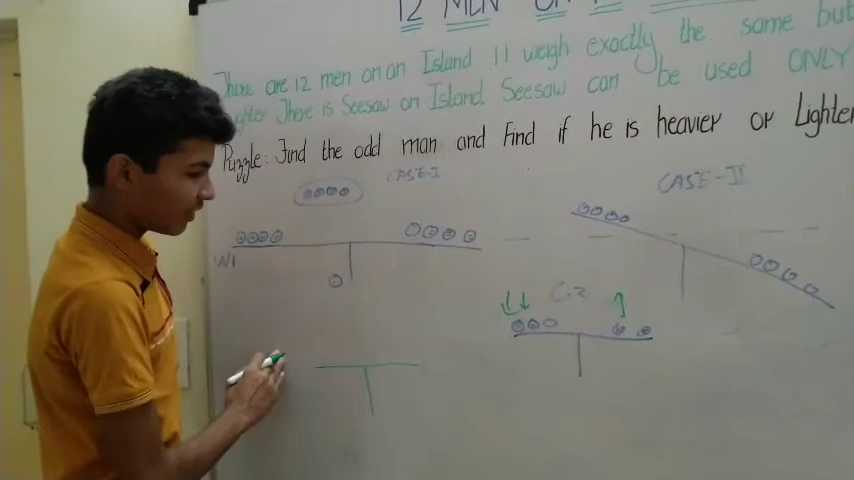 12 MEN ON
There are 12 men on an Island 11 weigh exactly the same but
There is Seesaw on Island. Seesaw can be used ONLY
Puzzle: Find the odd man and Find if he is heavier or Lighter
CASE-I
CASE-II
W1